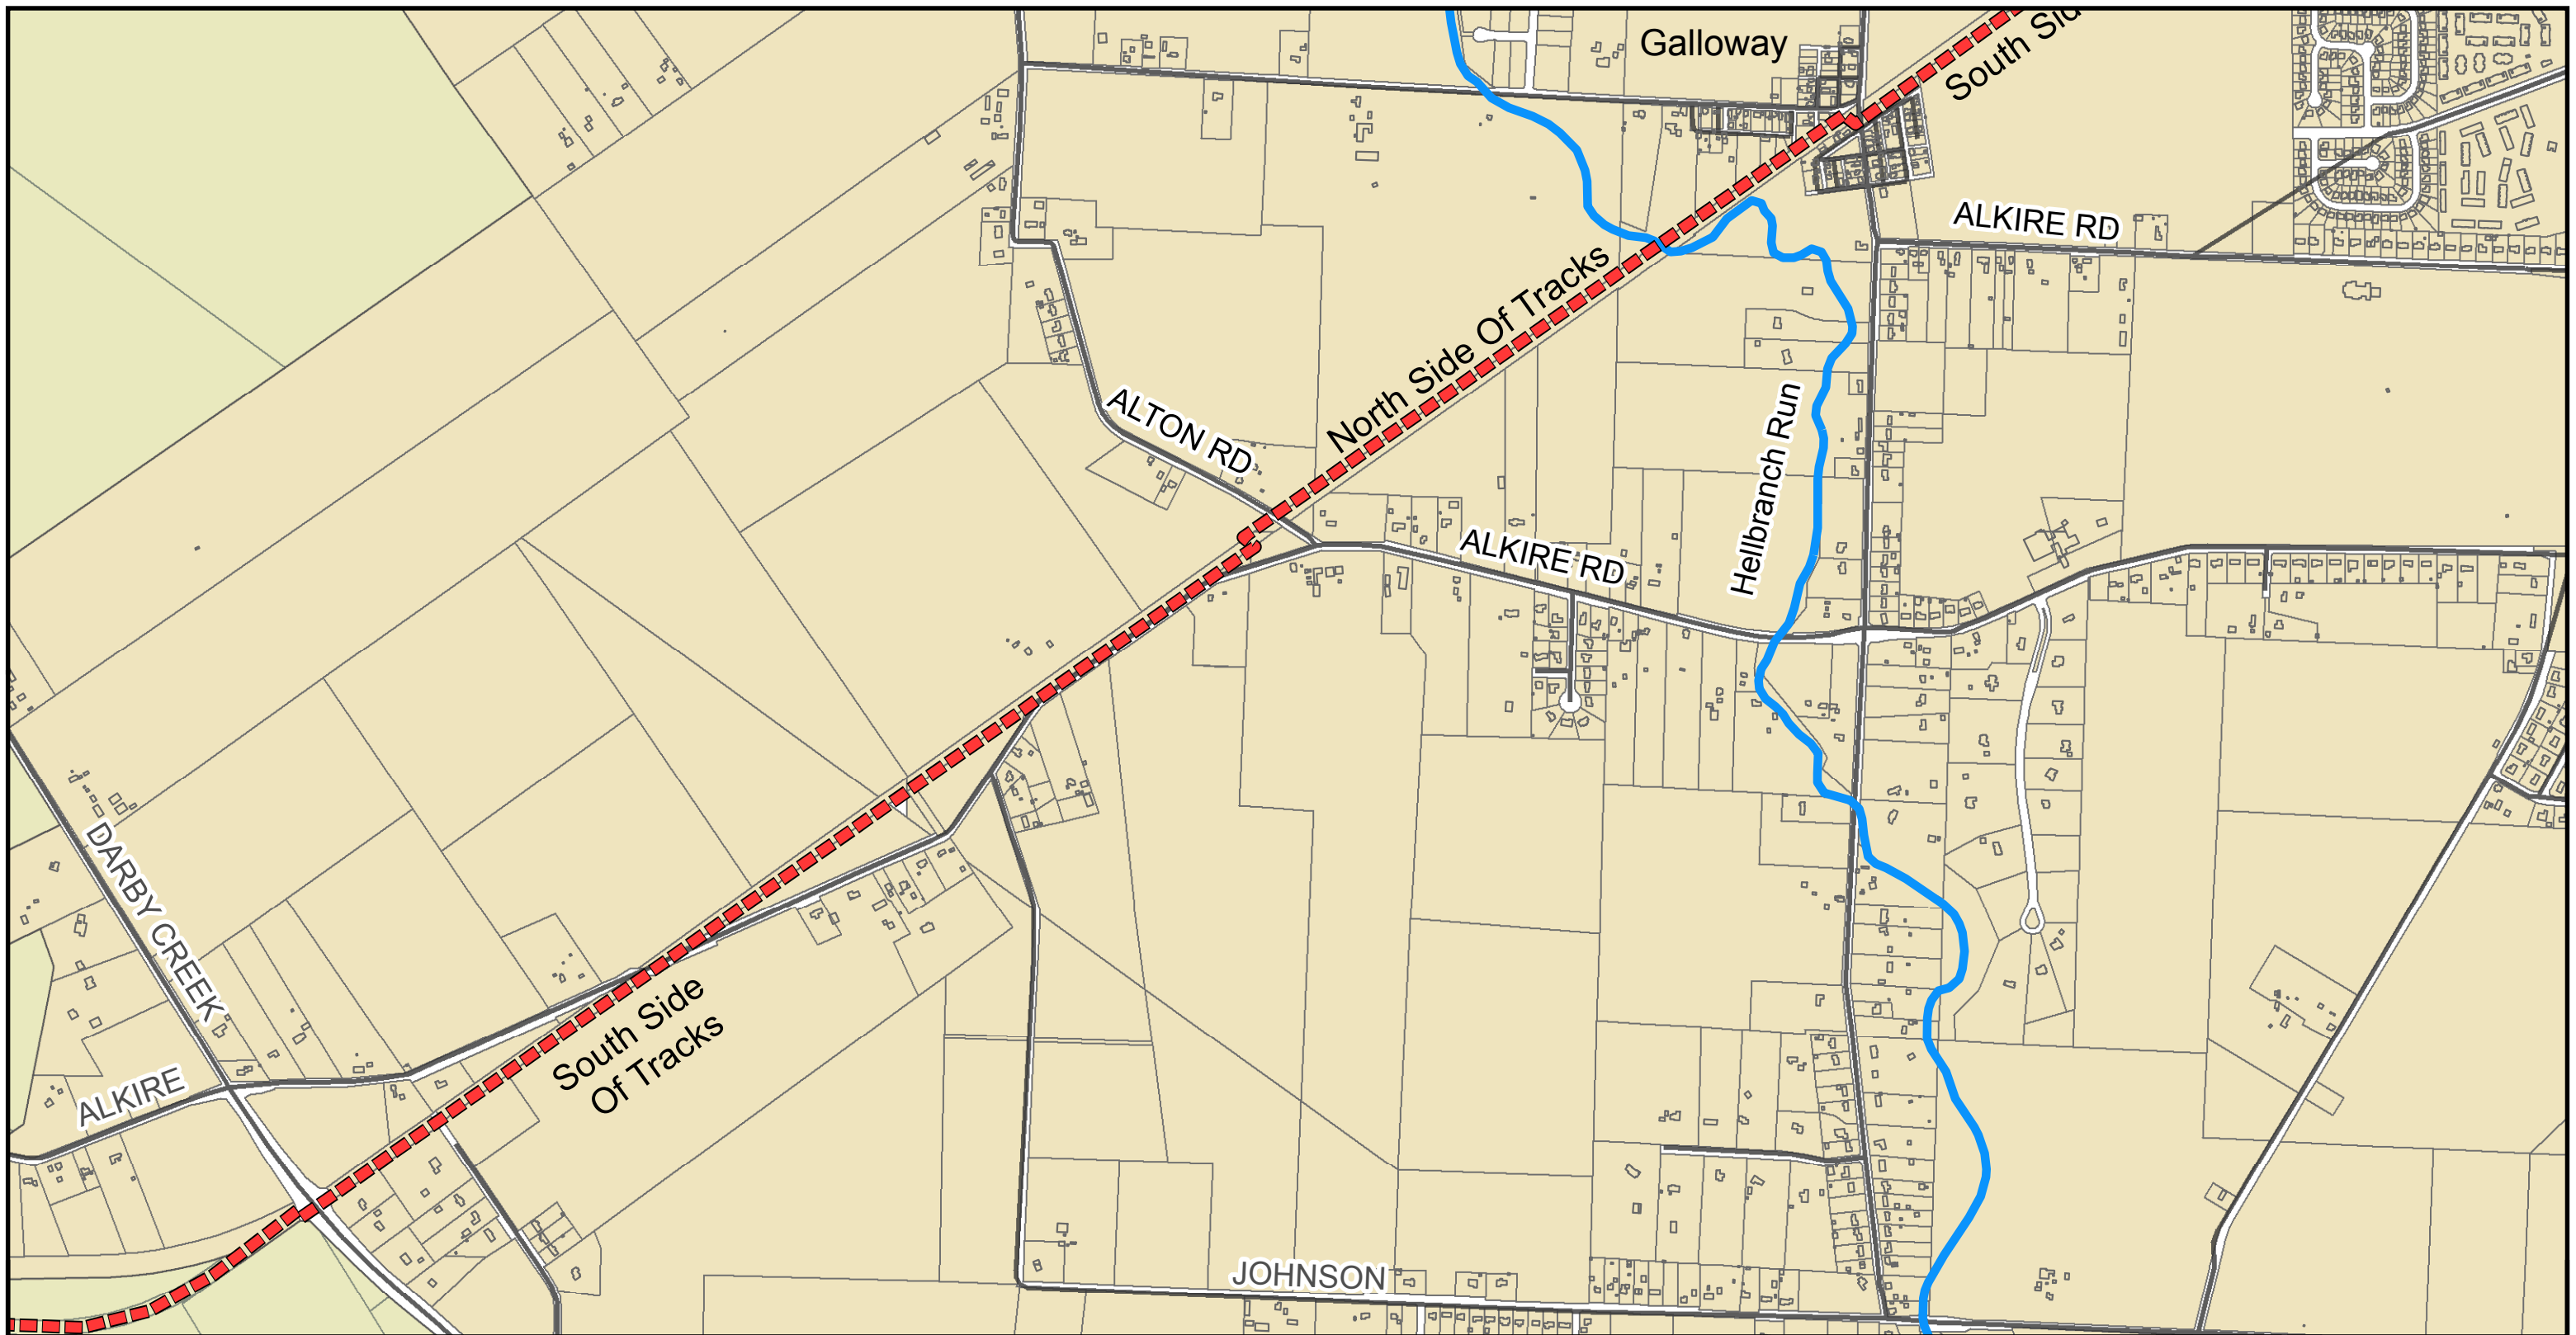 Galloway
South Sid
ALKIRE RD
North Side Of Tracks
ALTON RD
Hellbranch Run
ALKIRE RD
DARBY CREEK
South Side
Of Tracks
ALKIRE
JOHNSON